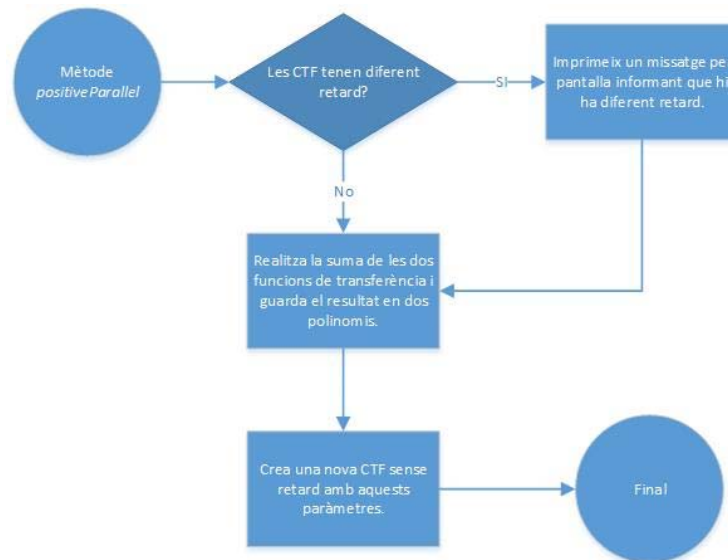 Mètode
positiveParallel
Les CTF tenen diferent
retard?
SI
Imprimeix un missatge pe
pantalla informant que hi
ha diferent retard.
No
Realitza la suma de les dos
funcions de transferència i
guarda el resultat en dos
polinomis.
Crea una nova CTF sense
retard amb aquests
paràmetres.
Final